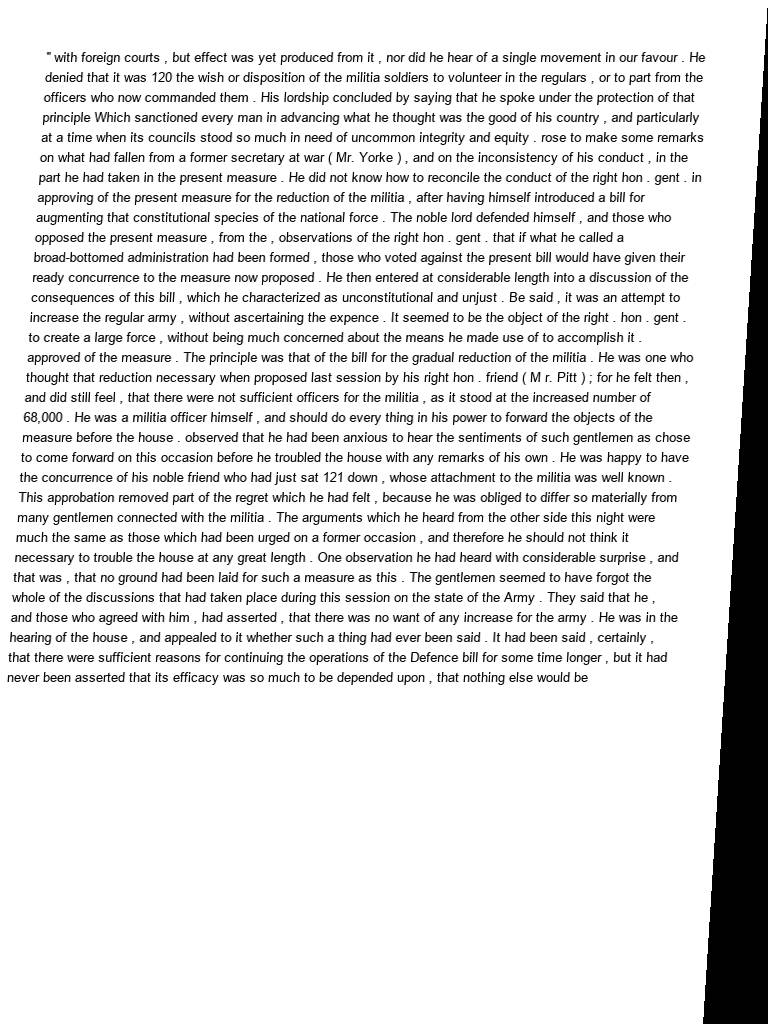 " with foreign courts , but effect was yet produced from it , nor did he hear of a single movement in our favour . He
denied that it was 120 the wish or disposition of the militia soldiers to volunteer in the regulars , or to part from the
officers who now commanded them . His lordship concluded by saying that he spoke under the protection of that
principle Which sanctioned every man in advancing what he thought was the good of his country , and particularly
at a time when its councils stood so much in need of uncommon integrity and equity . rose to make some remarks
on what had fallen from a former secretary at war ( Mr. Yorke ) , and on the inconsistency of his conduct , in the
part he had taken in the present measure . He did not know how to reconcile the conduct of the right hon . gent . in
approving of the present measure for the reduction of the militia , after having himself introduced a bill for
augmenting that constitutional species of the national force . The noble lord defended himself , and those who
opposed the present measure , from the , observations of the right hon . gent . that if what he called a
broad-bottomed administration had been formed , those who voted against the present bill would have given their
ready concurrence to the measure now proposed . He then entered at considerable length into a discussion of the
consequences of this bill , which he characterized as unconstitutional and unjust . Be said , it was an attempt to
increase the regular army , without ascertaining the expence . It seemed to be the object of the right . hon . gent .
to create a large force , without being much concerned about the means he made use of to accomplish it .
approved of the measure . The principle was that of the bill for the gradual reduction of the militia . He was one who
thought that reduction necessary when proposed last session by his right hon . friend ( M r. Pitt ) ; for he felt then ,
and did still feel , that there were not sufficient officers for the militia , as it stood at the increased number of
68,000 . He was a militia officer himself , and should do every thing in his power to forward the objects of the
measure before the house . observed that he had been anxious to hear the sentiments of such gentlemen as chose
to come forward on this occasion before he troubled the house with any remarks of his own . He was happy to have
the concurrence of his noble friend who had just sat 121 down , whose attachment to the militia was well known .
This approbation removed part of the regret which he had felt , because he was obliged to differ so materially from
many gentlemen connected with the militia . The arguments which he heard from the other side this night were
much the same as those which had been urged on a former occasion , and therefore he should not think it
necessary to trouble the house at any great length . One observation he had heard with considerable surprise , and
that was , that no ground had been laid for such a measure as this . The gentlemen seemed to have forgot the
whole of the discussions that had taken place during this session on the state of the Army . They said that he ,
and those who agreed with him , had asserted , that there was no want of any increase for the army . He was in the
hearing of the house , and appealed to it whether such a thing had ever been said . It had been said , certainly ,
that there were sufficient reasons for continuing the operations of the Defence bill for some time longer , but it had
never been asserted that its efficacy was so much to be depended upon , that nothing else would be